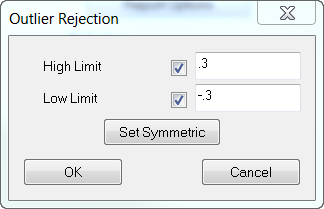 Outlier Rejection
High Limit .3
Low Limit -.3
Set Symmetric
OK Cancel